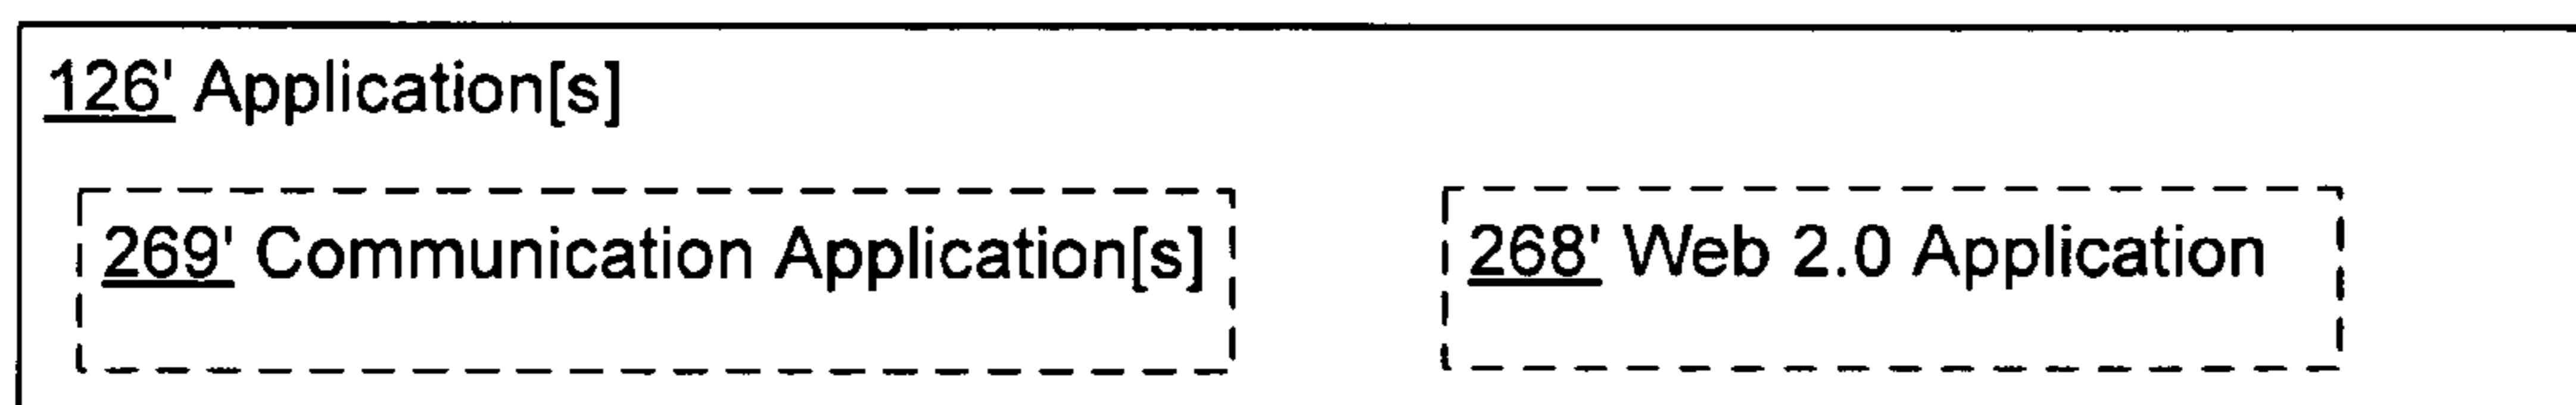 126' Application[s]
269' Communication Application[s] 268' Web 2.0 Application